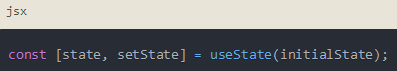 jsx
const [state, setState] = useState(initialState);